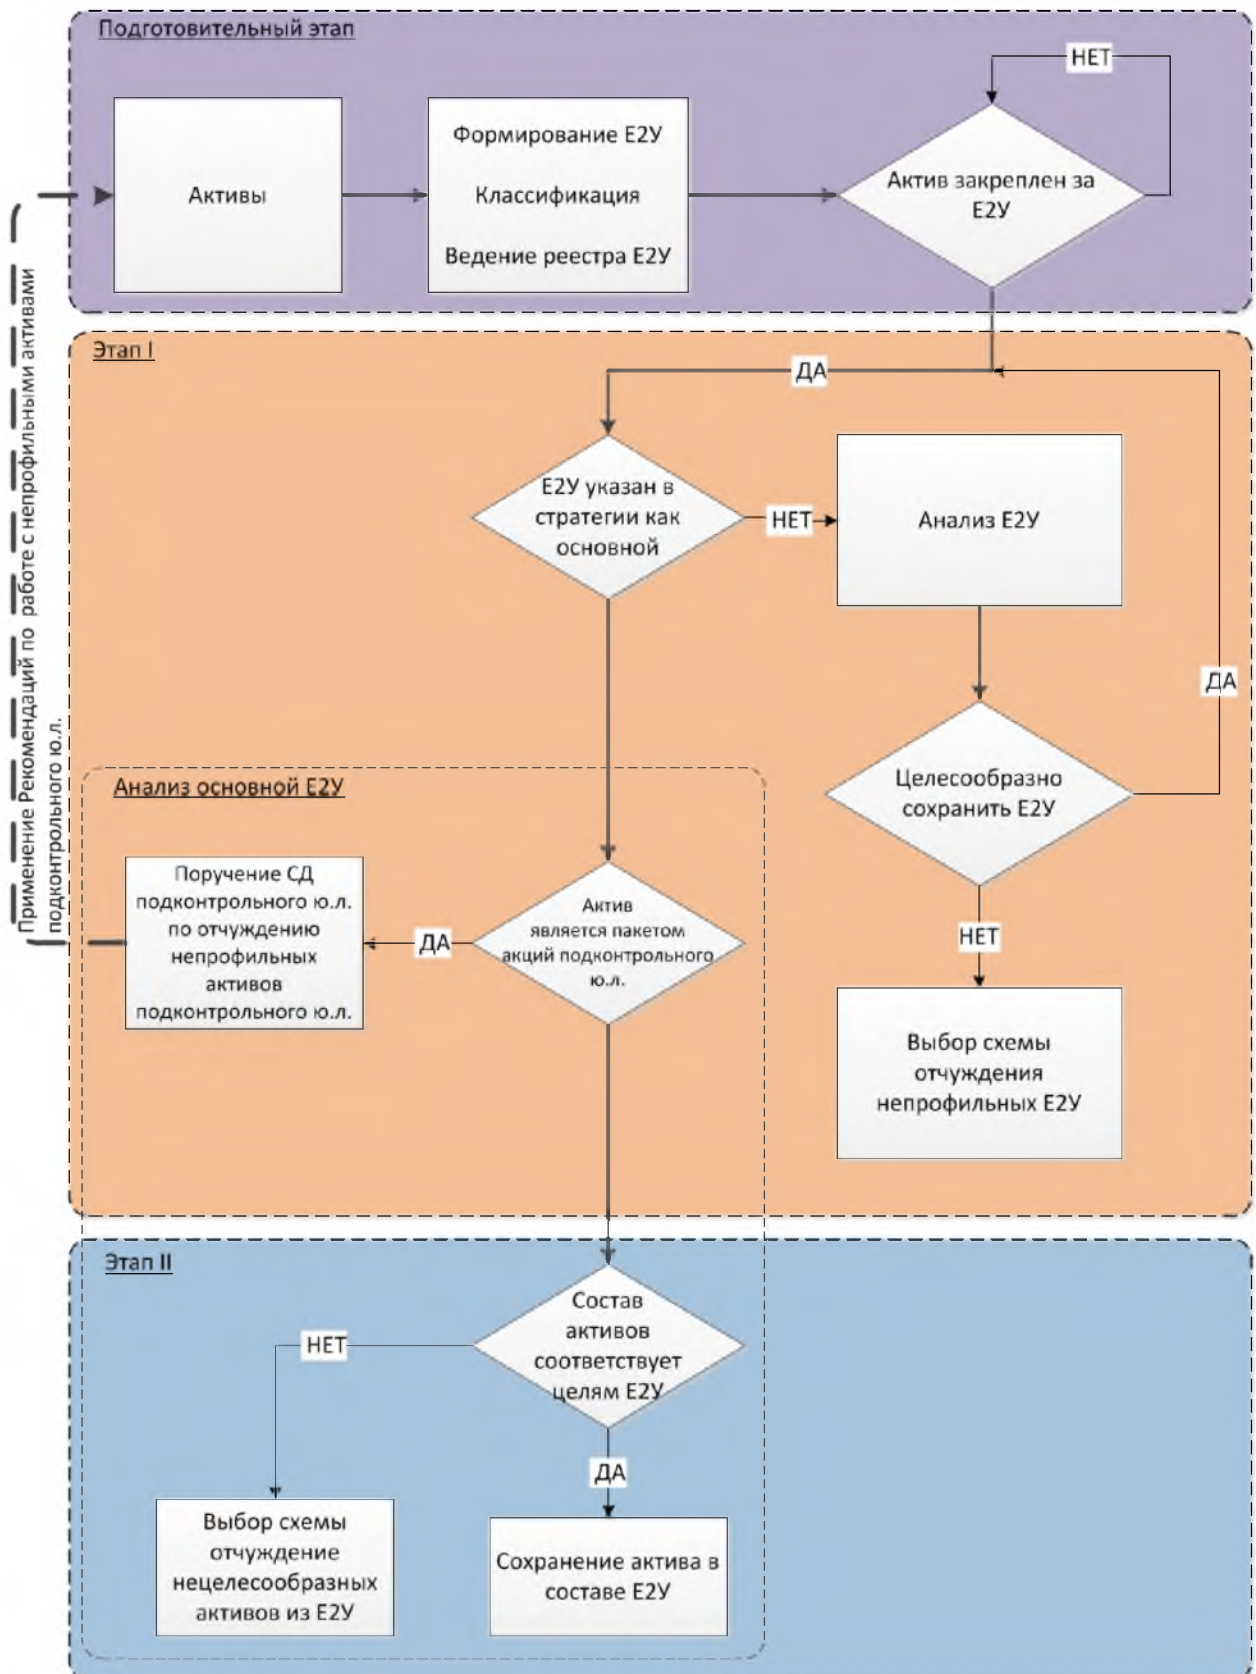 Подготовительный этап
НЕТ
Активы
Формирование Е2У
Классификация
Ведение реестра Е2У
Актив закреплен за
Е2У
Применение Рекомендаций по работе с непрофильными активами
подконтрольного ю.л.
Этап I
ДА
Е2У указан в
стратегии как
основной
НЕТ
Анализ Е2У
ДА
Целесообразно
сохранить Е2У
НЕТ
Выбор схемы
отчуждения
непрофильных Е2У
Анализ основной Е2У
Поручение СД
подконтрольного ю.л.
по отчуждению
непрофильных
активов
подконтрольного ю.л.
ДА
Актив
является пакетом
акций подконтрольного
ю.л.
Этап II
Состав
активов
соответствует
целям Е2У
НЕТ
ДА
Выбор схемы
отчуждение
нецелесообразных
активов из Е2У
Сохранение актива в
составе Е2У